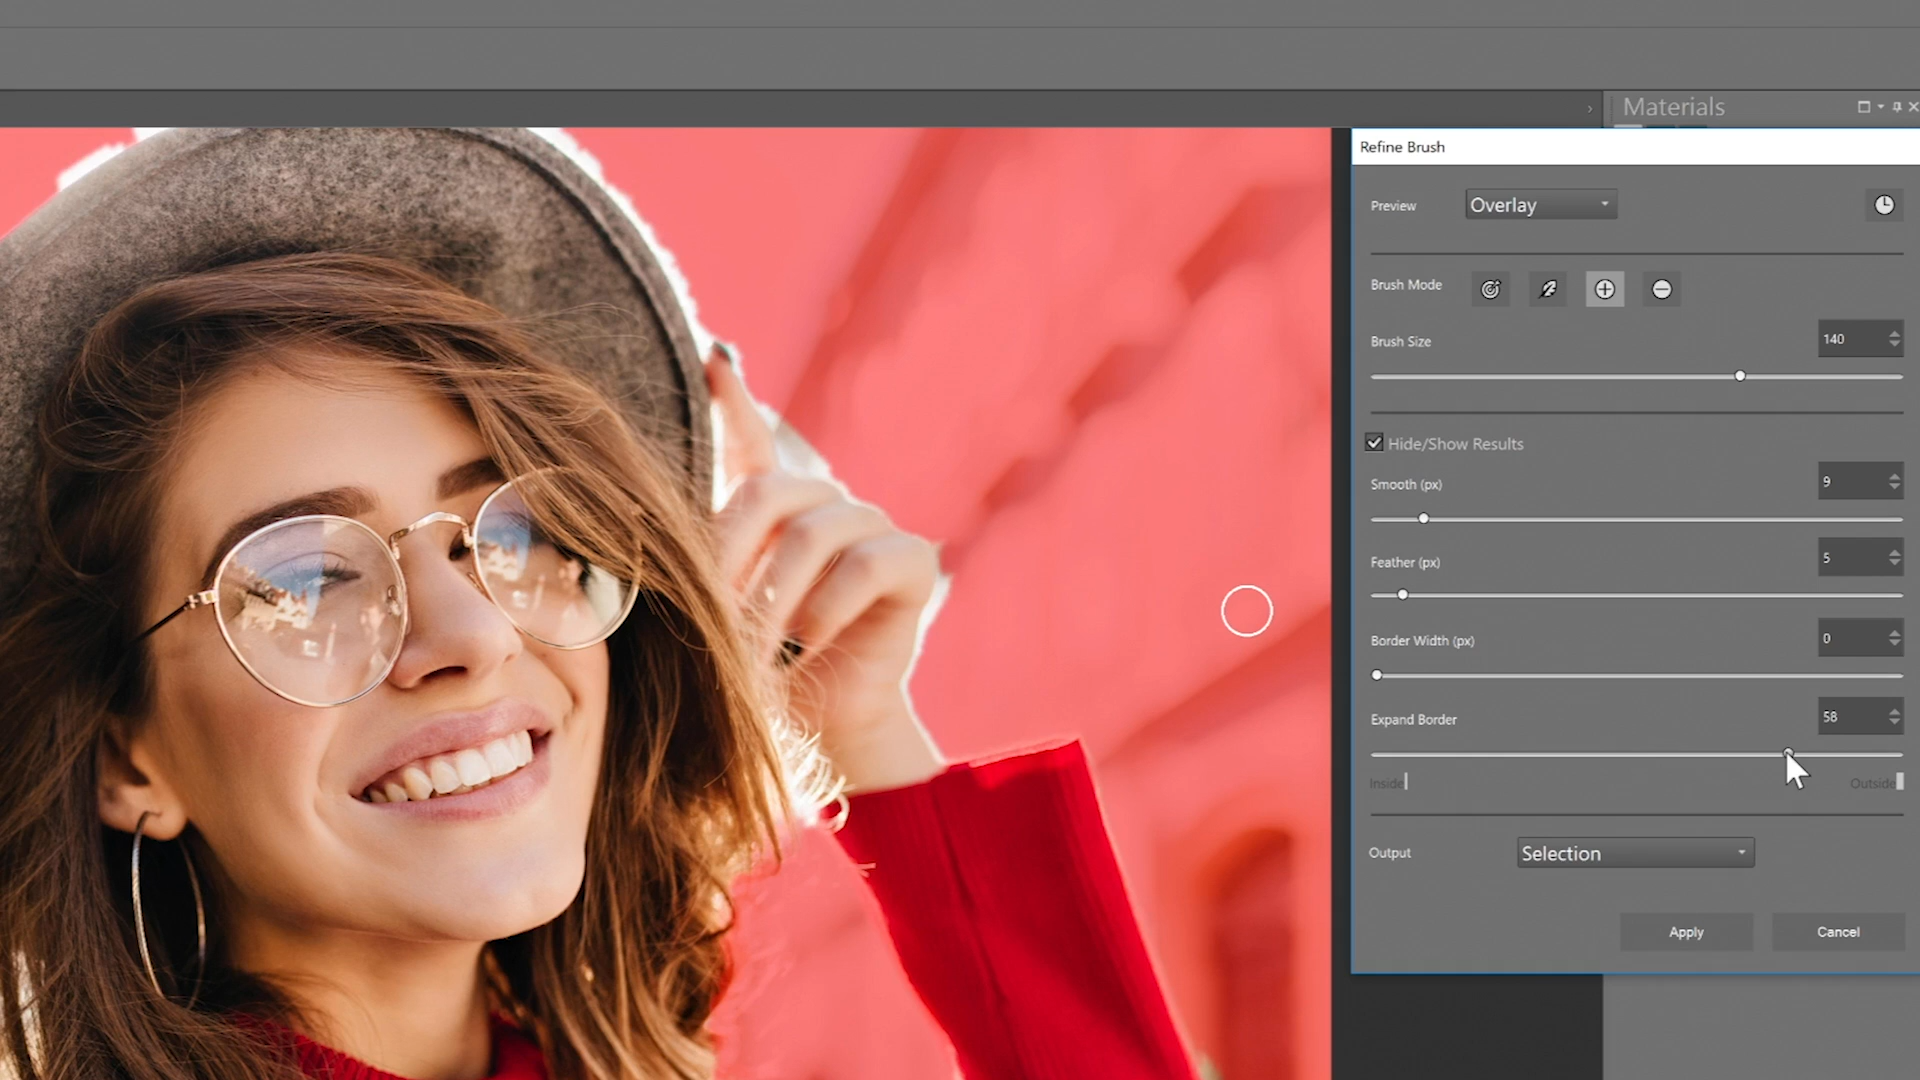 Materials
Refine Brush
Preview
Overlay
Brush Mode
Brush Size
140
Hide/Show Results
Smooth (px)
9
Feather (px)
5
Border Width (px)
0
Expand Border
58
Inside
Outside
Output
Selection
Apply
Cancel